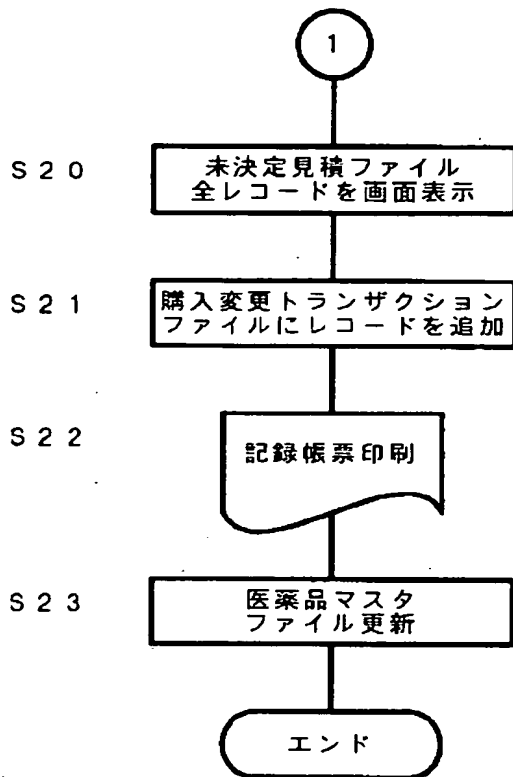 1
S20
未決定見積ファイル
全レコードを画面表示
S21
購入変更トランザクション
ファイルにレコードを追加
S22
記録帳票印刷
S23
医薬品マスタ
ファイル更新
エンド